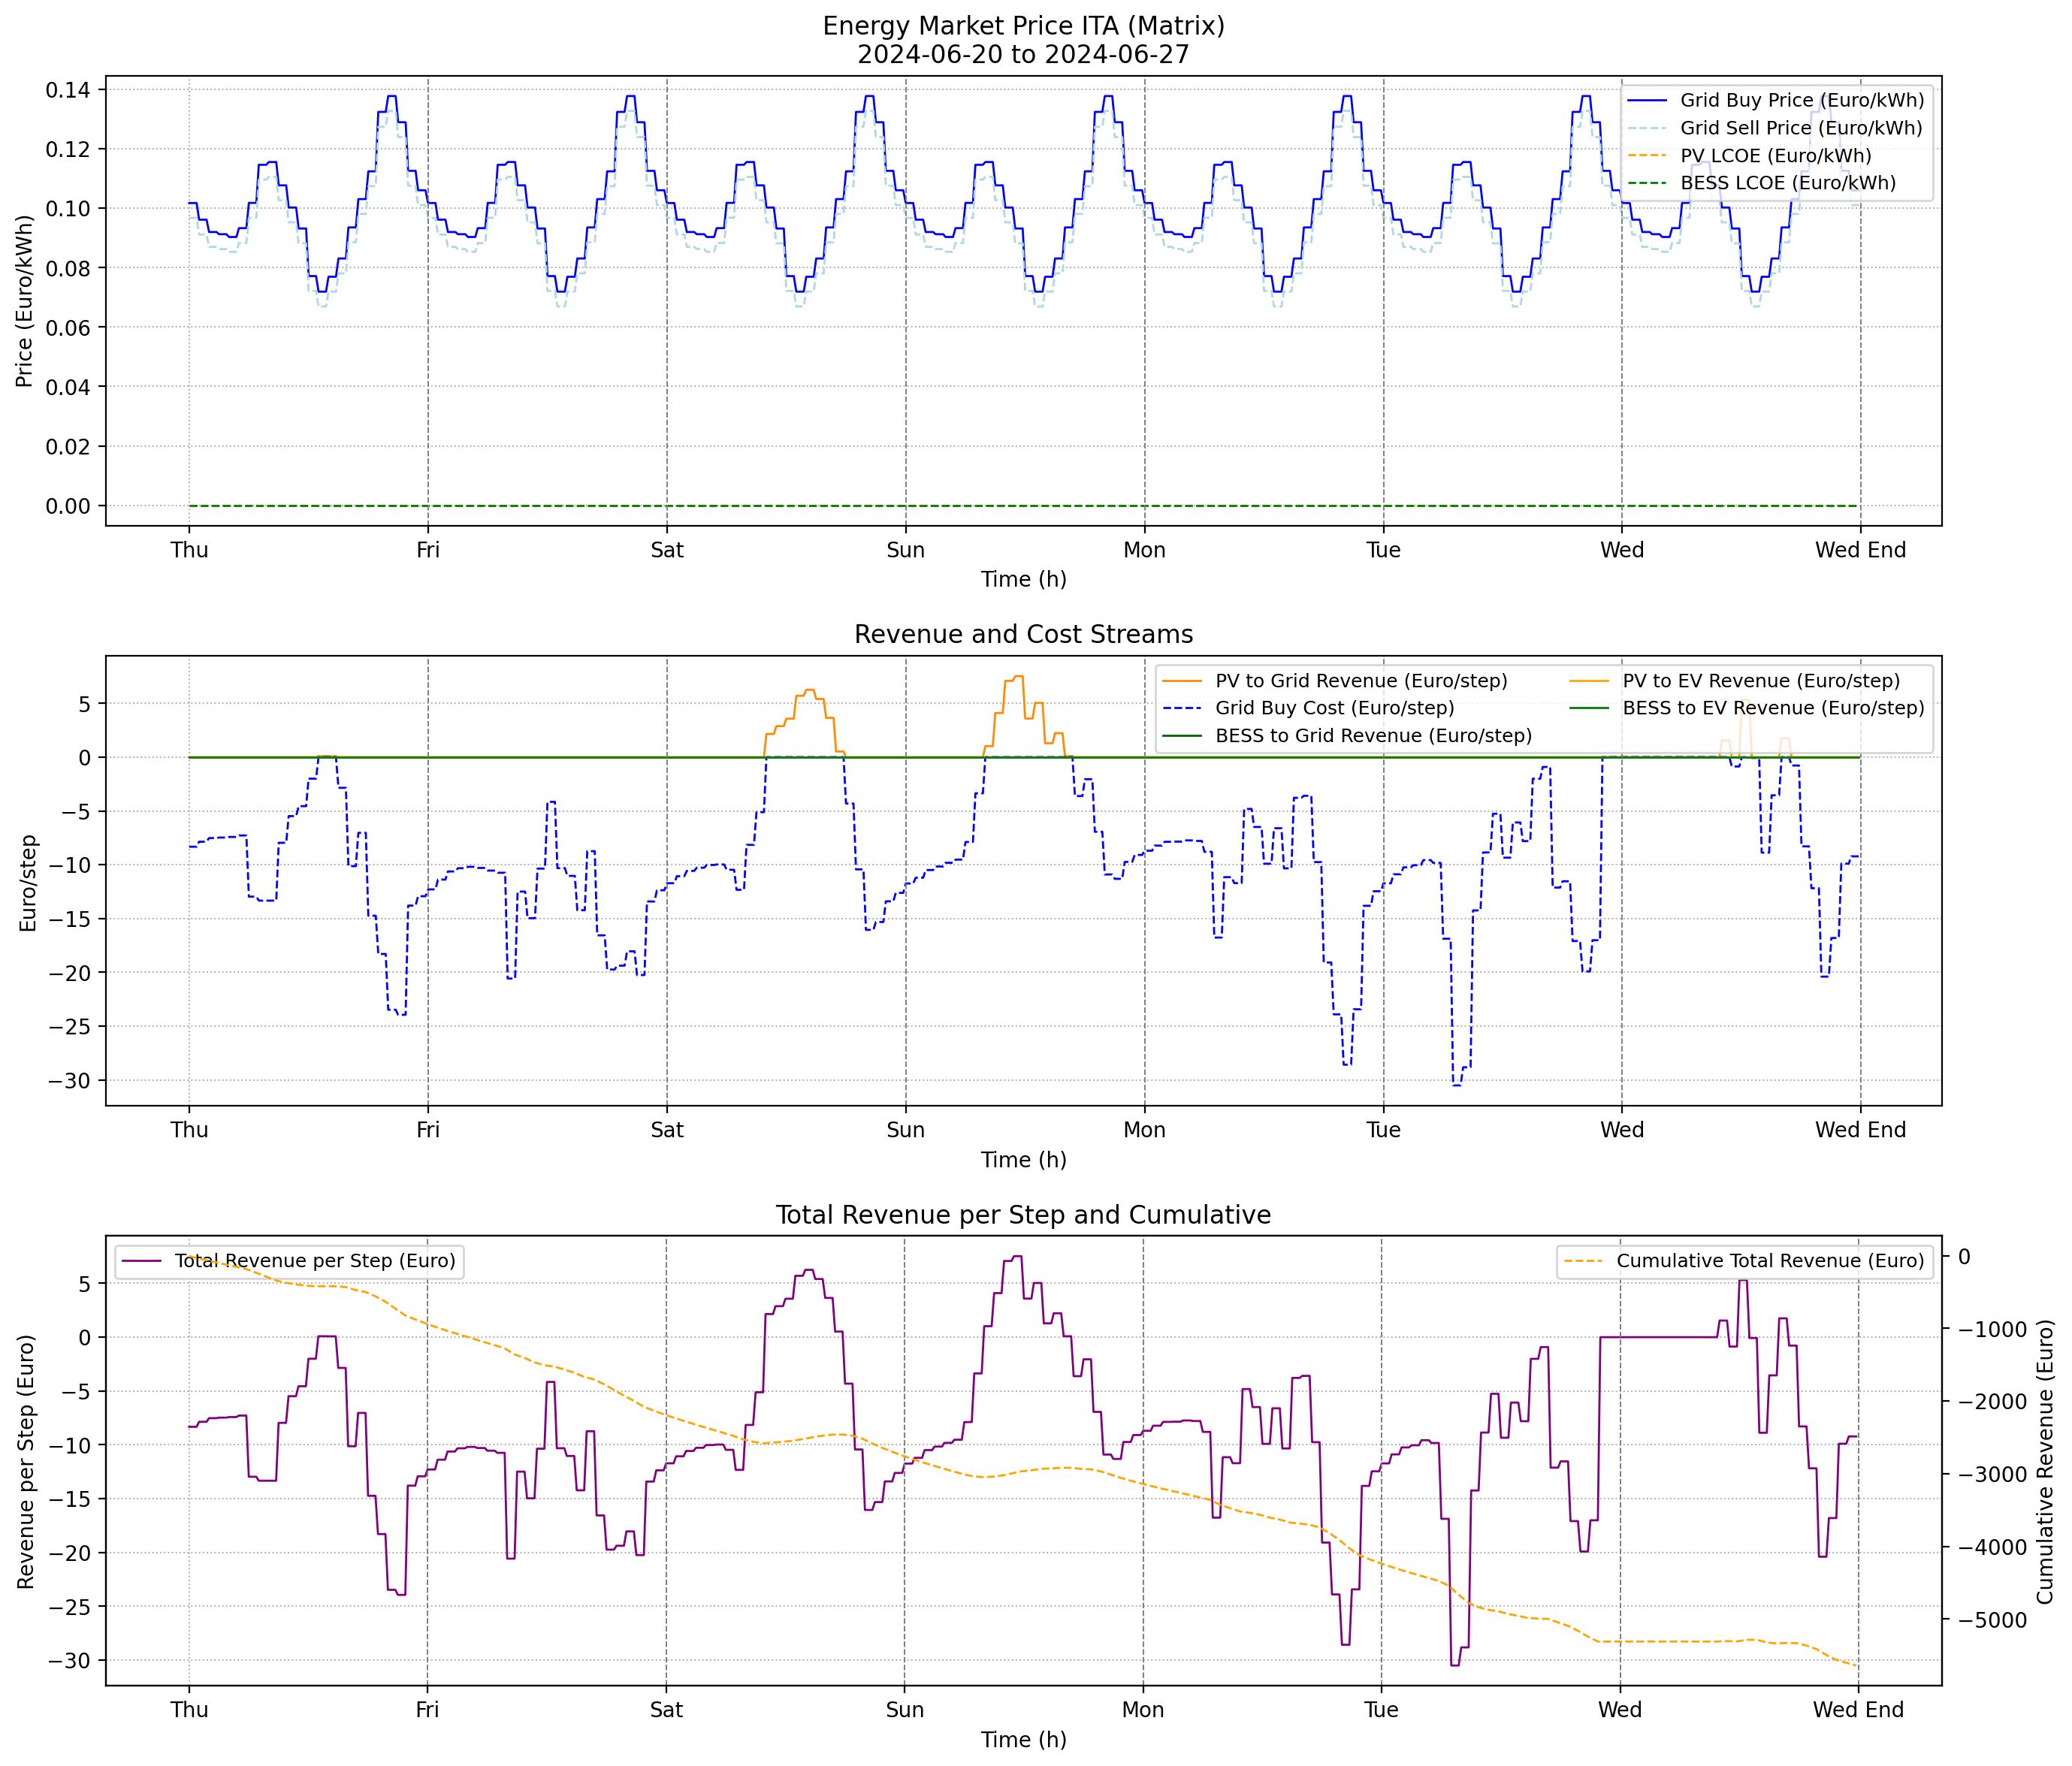 Energy Market Price ITA (Matrix)
2024-06-20 to 2024-06-27
Price (Euro/kWh)
0.14
0.12
0.10
0.08
0.06
0.04
0.02
0.00
Grid Buy Price (Euro/kWh)
Grid Sell Price (Euro/kWh)
PV LCOE (Euro/kWh)
BESS LCOE (Euro/kWh)
Thu Fri Sat Sun Mon Tue Wed Wed End
Time (h)
Revenue and Cost Streams
Euro/step
5
0
−5
−10
−15
−20
−25
−30
PV to Grid Revenue (Euro/step)
Grid Buy Cost (Euro/step)
BESS to Grid Revenue (Euro/step)
PV to EV Revenue (Euro/step)
BESS to EV Revenue (Euro/step)
Thu Fri Sat Sun Mon Tue Wed Wed End
Time (h)
Total Revenue per Step and Cumulative
Revenue per Step (Euro)
5
0
−5
−10
−15
−20
−25
−30
Total Revenue per Step (Euro)
Cumulative Total Revenue (Euro)
0
−1000
−2000
−3000
−4000
−5000
Cumulative Revenue (Euro)
Thu Fri Sat Sun Mon Tue Wed Wed End
Time (h)